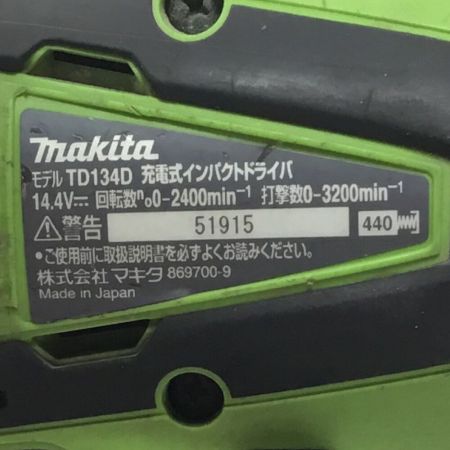 makita
モデル TD134D 充電式インパクトドライバ
14.4V⎓ 回転数n₀0-2400min⁻¹ 打撃数0-3200min⁻¹
⚠警告 51915 440
•ご使用前に取扱説明書を必ずよくお読みください。
株式会社マキタ 869700-9
Made in Japan